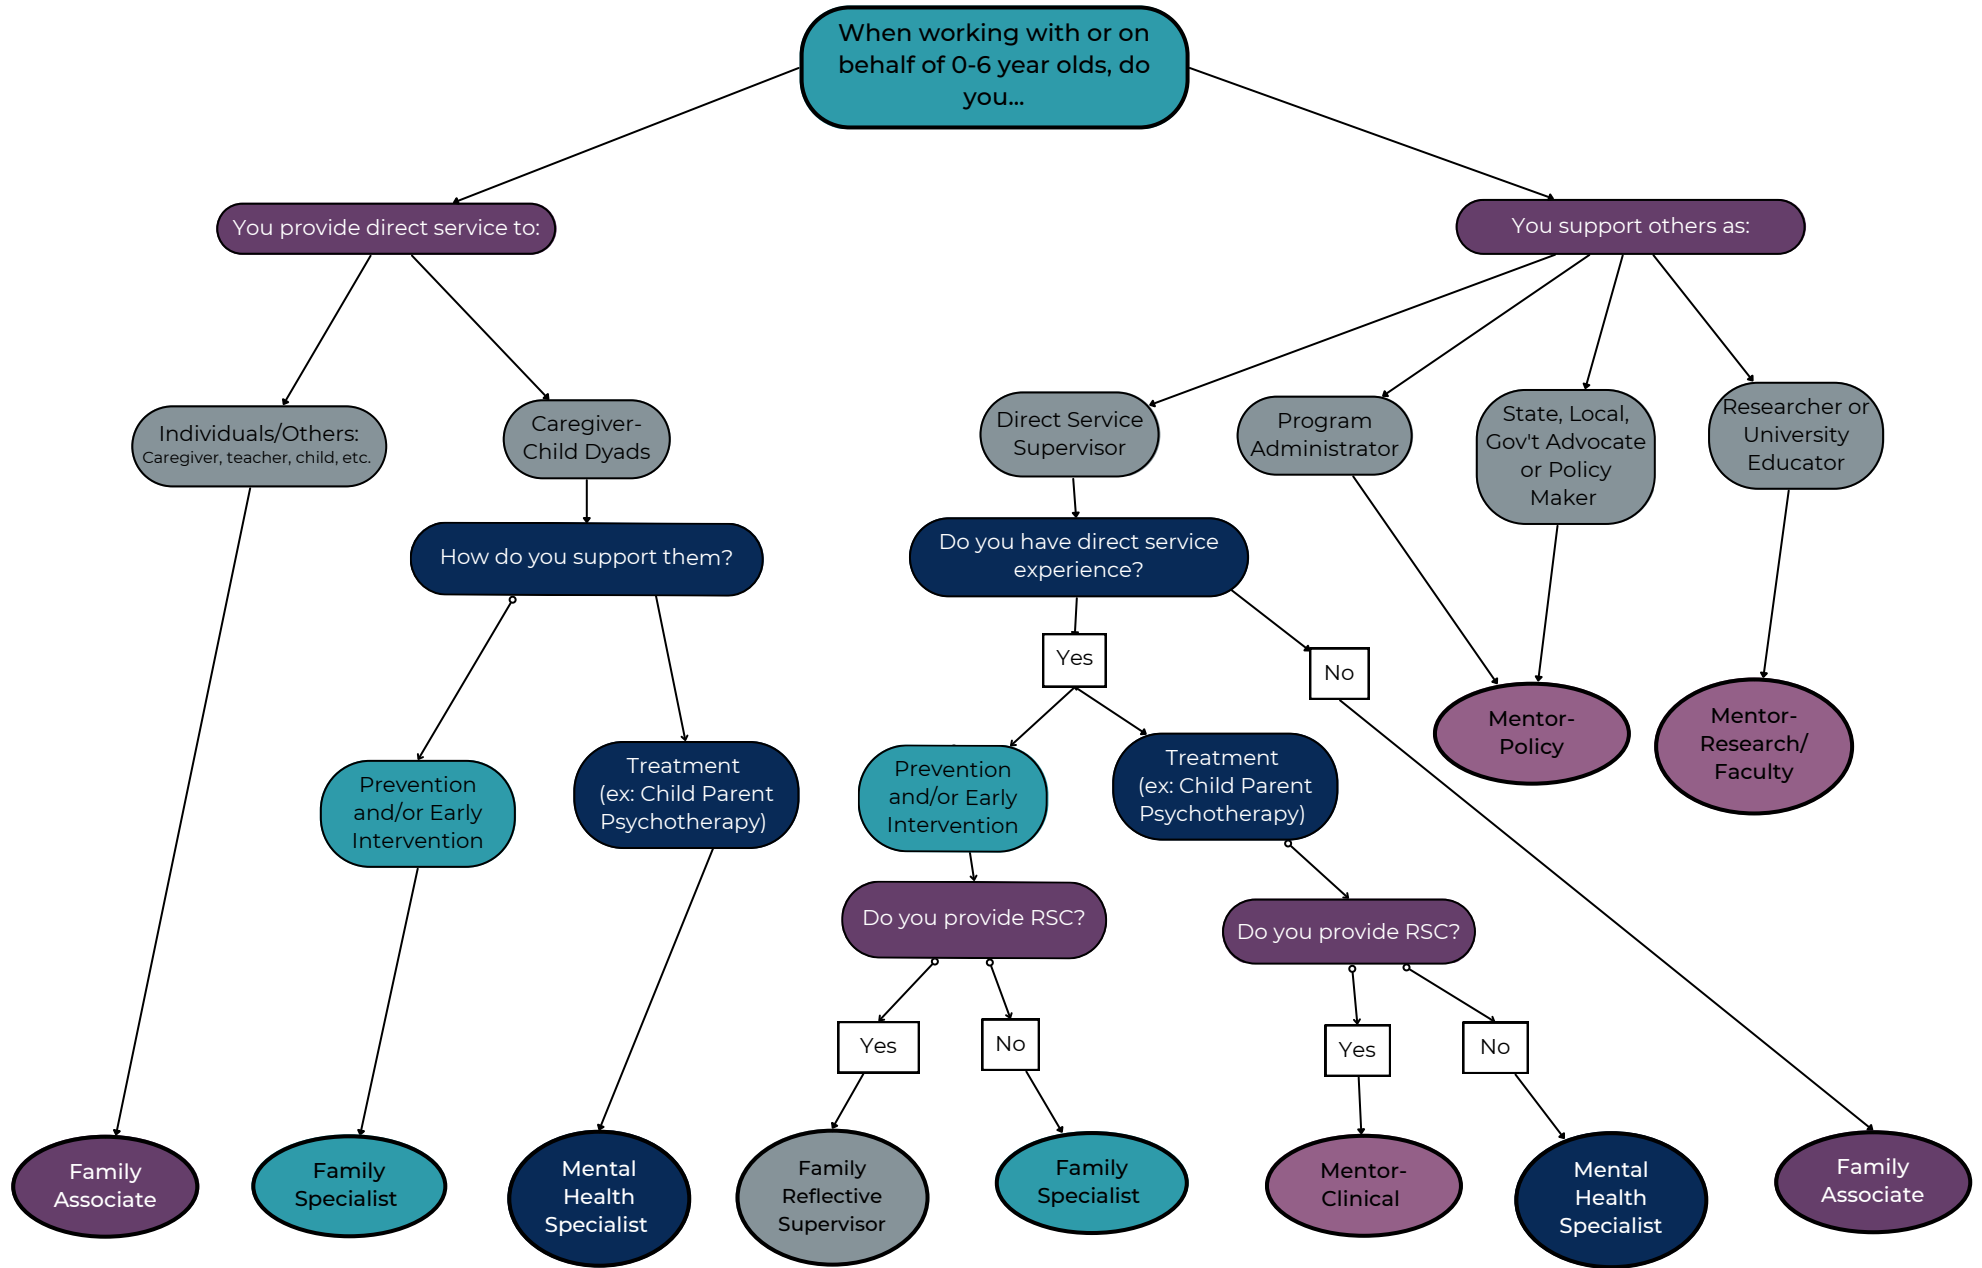 When working with or on
behalf of 0-6 year olds, do
you...
You provide direct service to:
You support others as:
Individuals/Others:
Caregiver, teacher, child, etc.
Caregiver-
Child Dyads
Direct Service
Supervisor
Program
Administrator
State, Local,
Gov't Advocate
or Policy
Maker
Researcher or
University
Educator
How do you support them?
Do you have direct service
experience?
Yes
No
Mentor-
Policy
Mentor-
Research/
Faculty
Prevention
and/or Early
Intervention
Treatment
(ex: Child Parent
Psychotherapy)
Prevention
and/or Early
Intervention
Treatment
(ex: Child Parent
Psychotherapy)
Do you provide RSC?
Do you provide RSC?
Yes
No
Yes
No
Family
Associate
Family
Specialist
Mental
Health
Specialist
Family
Reflective
Supervisor
Family
Specialist
Mentor-
Clinical
Mental
Health
Specialist
Family
Associate